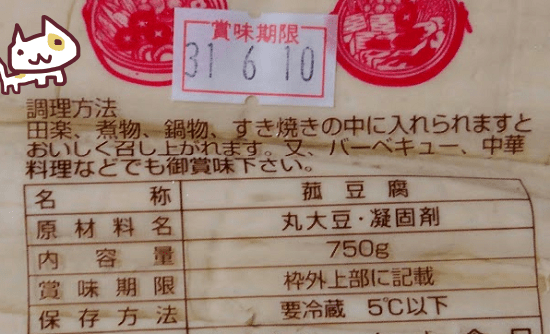 賞味期限
31 6 10
調理方法
田楽、煮物、鍋物、すき焼きの中に入れられますと
おいしく召し上がれます。又、バーベキュー、中華
料理などでも御賞味下さい。
名称 菰豆腐
原材料名 丸大豆・凝固剤
内容量 750g
賞味期限 枠外上部に記載
保存方法 要冷蔵 5℃以下